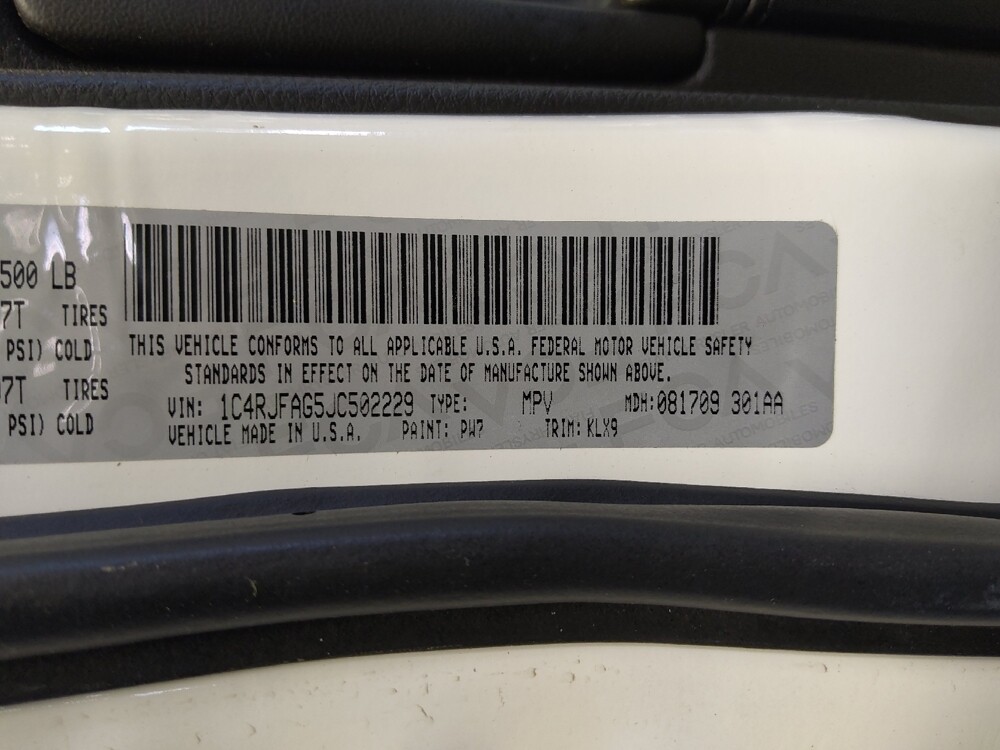 500 LB
7T TIRES
PSI) COLD
07T TIRES
PSI) COLD
THIS VEHICLE CONFORMS TO ALL APPLICABLE U.S.A. FEDERAL MOTOR VEHICLE SAFETY
STANDARDS IN EFFECT ON THE DATE OF MANUFACTURE SHOWN ABOVE.
VIN: 1C4RJFAG5JC502229 TYPE: MPV MDH:081709 301AA
VEHICLE MADE IN U.S.A. PAINT: PW7 TRIM: KLX9